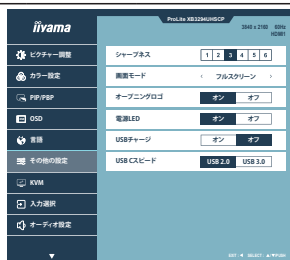 iiyama
ProLite XB3294UHSCP
3840 x 2160 60Hz
HDMI1
ピクチャー調整
カラー設定
PIP/PBP
OSD
言語
その他の設定
KVM
入力選択
オーディオ設定
シャープネス 1 2 3 4 5 6
画面モード フルスクリーン
オープニングロゴ オン オフ
電源LED オン オフ
USBチャージ オン オフ
USB Cスピード USB 2.0 USB 3.0
EXIT : ◀ SELECT : ▲/▼/PUSH